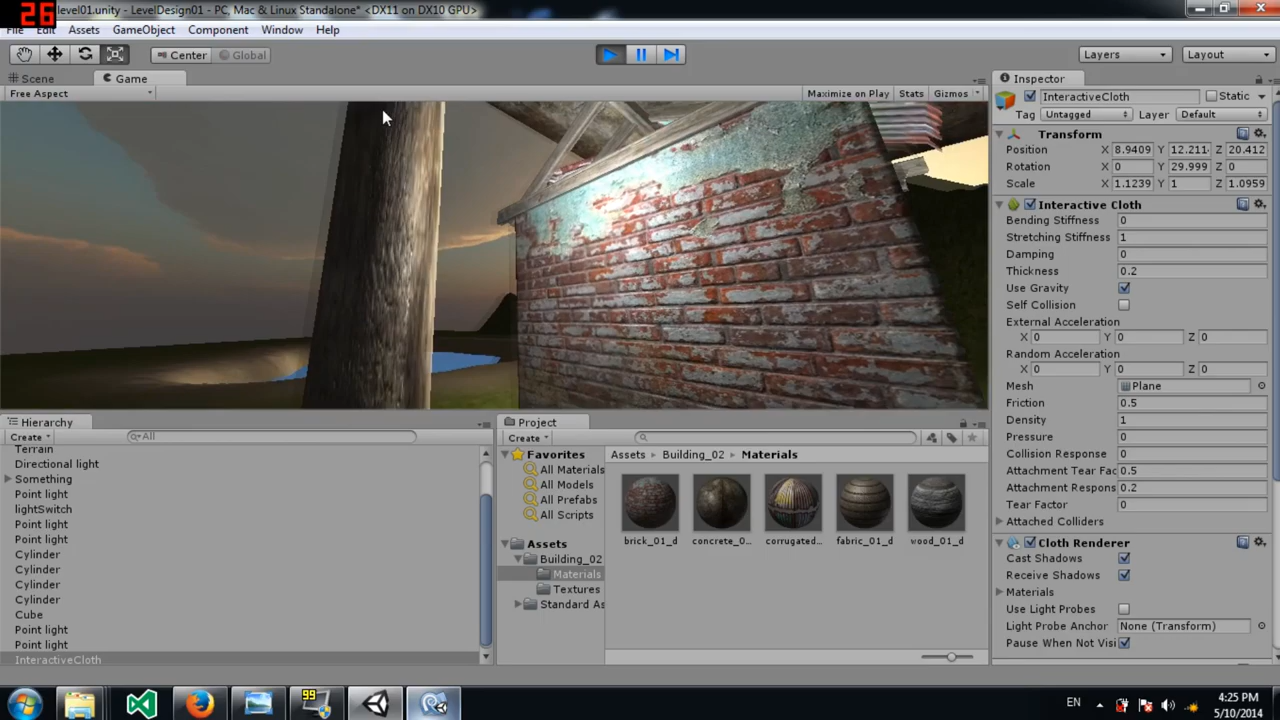 26
level01.unity - LevelDesign01 - PC, Mac & Linux Standalone* <DX11 on DX10 GPU>
File Edit Assets GameObject Component Window Help
Center Global Layers Layout
Scene Game Inspector
Free Aspect Maximize on Play Stats Gizmos
InteractiveCloth Static
Tag Untagged Layer Default
Transform
Position X 8.9409 Y 12.211 Z 20.412
Rotation X 0 Y 29.999 Z 0
Scale X 1.1239 Y 1 Z 1.0959
Interactive Cloth
Bending Stiffness 0
Stretching Stiffness 1
Damping 0
Thickness 0.2
Use Gravity
Self Collision
External Acceleration
X 0 Y 0 Z 0
Random Acceleration
X 0 Y 0 Z 0
Mesh Plane
Friction 0.5
Density 1
Pressure 0
Collision Response 0
Attachment Tear Fac 0.5
Attachment Respons 0.2
Tear Factor 0
Attached Colliders
Cloth Renderer
Cast Shadows
Receive Shadows
Materials
Use Light Probes
Light Probe Anchor None (Transform)
Pause When Not Visi
Hierarchy
Create All
Terrain
Directional light
Something
Point light
lightSwitch
Point light
Point light
Cylinder
Cylinder
Cylinder
Cylinder
Cube
Point light
Point light
InteractiveCloth
Project
Create
Favorites
All Materials
All Models
All Prefabs
All Scripts
Assets
Building_02
Materials
Textures
Standard As
Assets Building_02 Materials
brick_01_d concrete_0... corrugated... fabric_01_d wood_01_d
99
EN
4:25 PM
5/10/2014